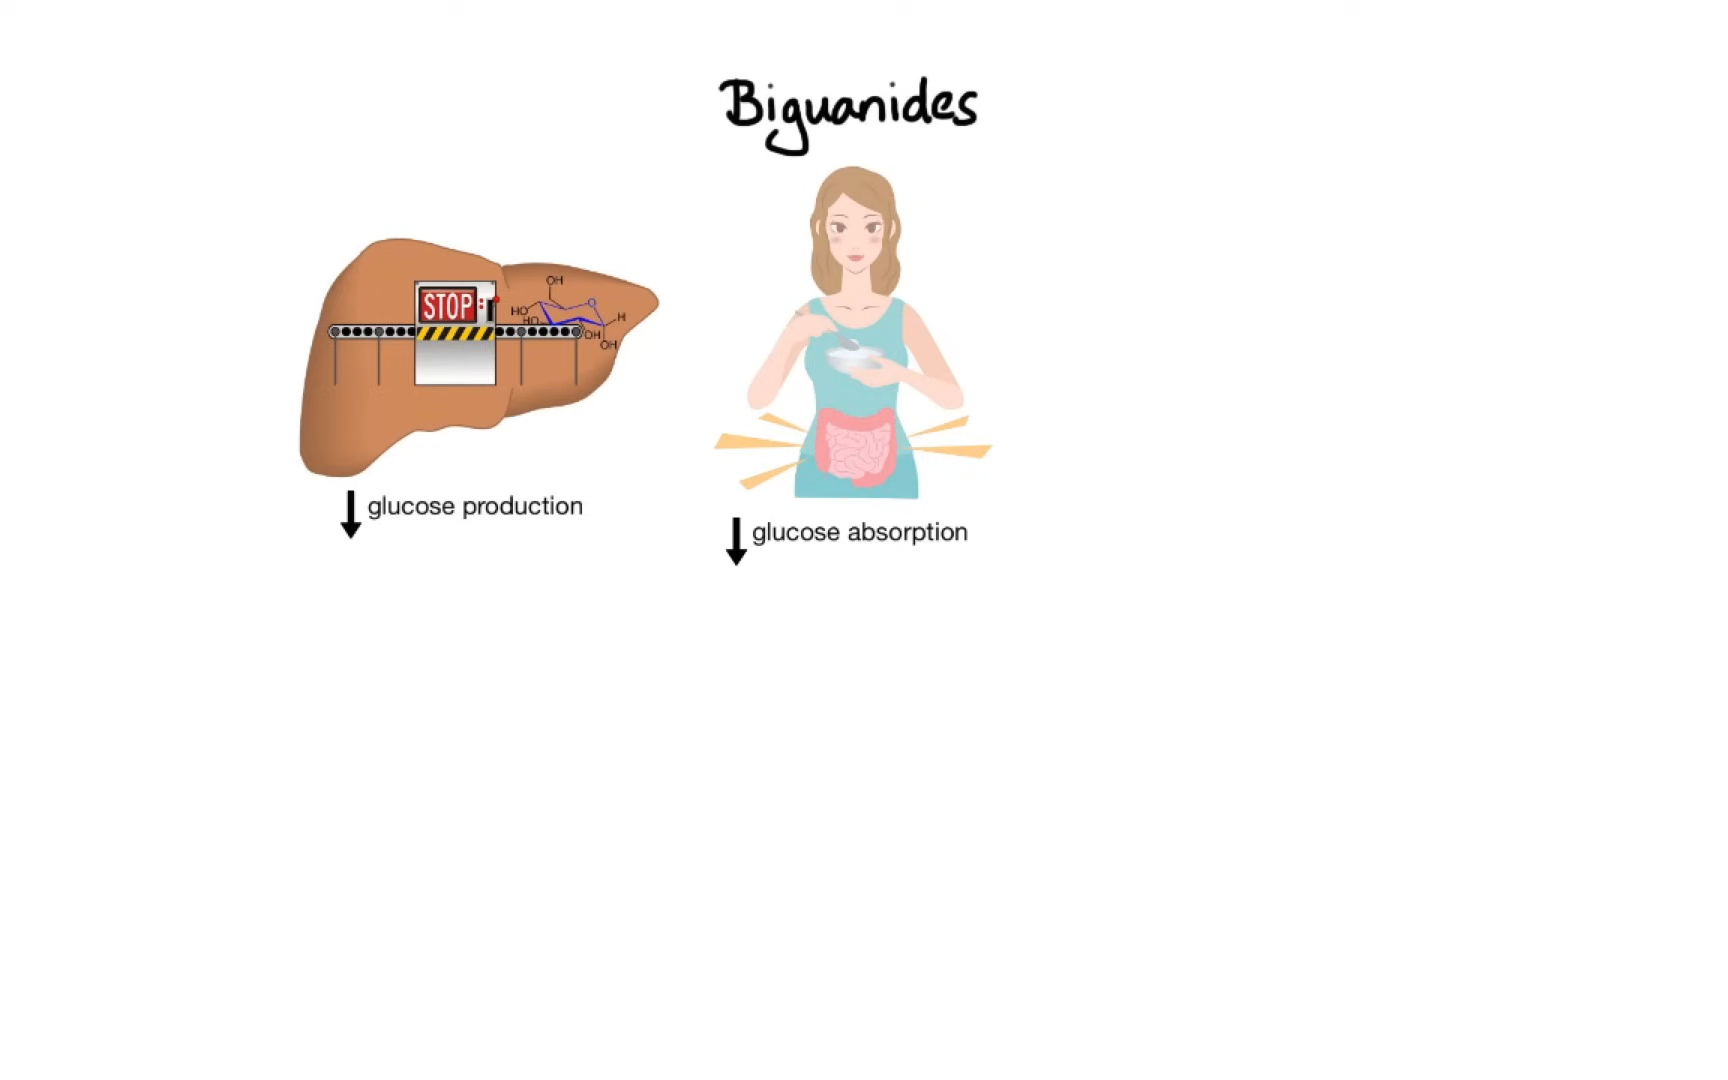 Biguanides
STOP
OH
O
HO
H
HO
OH
OH
glucose production
glucose absorption